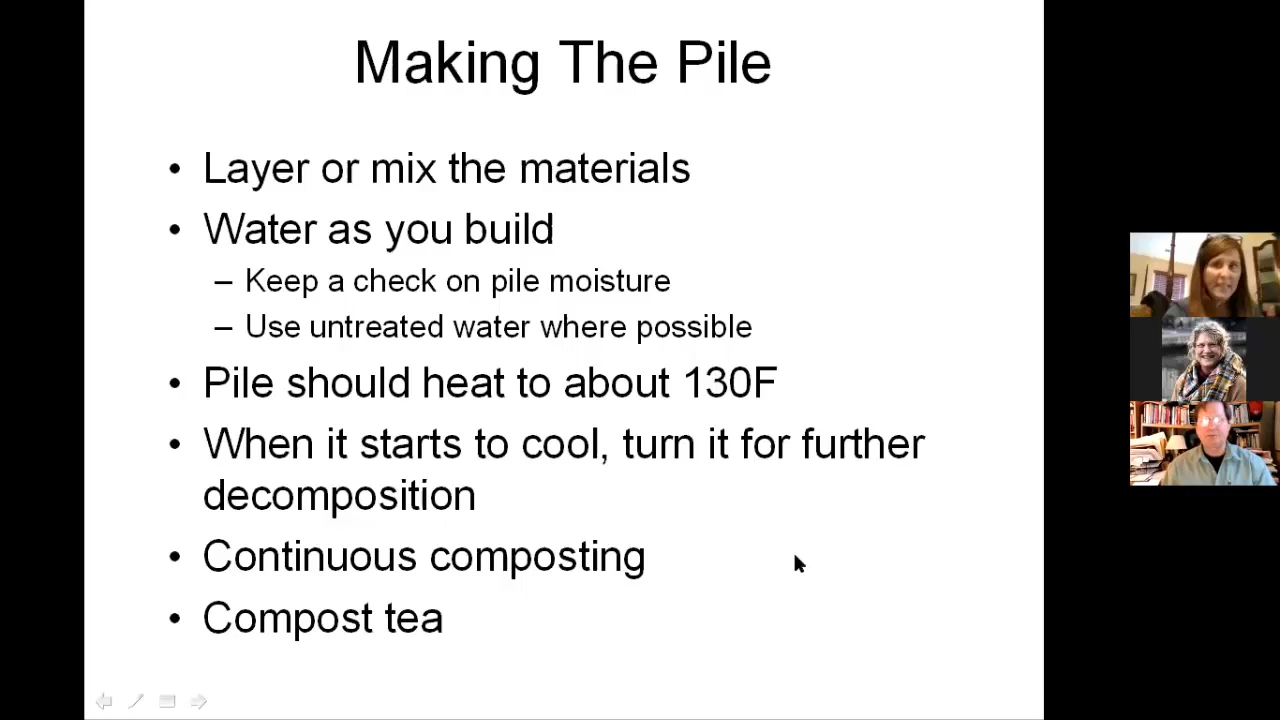 Making The Pile
• Layer or mix the materials
• Water as you build
– Keep a check on pile moisture
– Use untreated water where possible
• Pile should heat to about 130F
• When it starts to cool, turn it for further
decomposition
• Continuous composting
• Compost tea